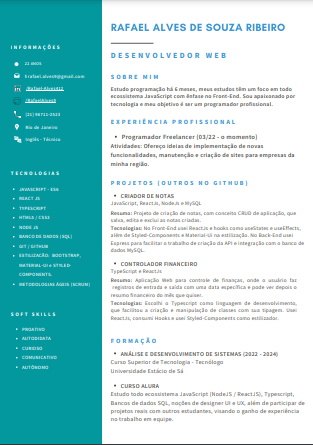 INFORMAÇÕES
21 ANOS
hrafael.alvesh@gmail.com
/Rafael-Alves12
/RafaelAlvesH
(11) 96731-2623
Rio de Janeiro
Inglês - Técnico
TECNOLOGIAS
JAVASCRIPT - ES6
REACT JS
TYPESCRIPT
HTML5 / CSS3
NODE JS
BANCO DE DADOS (SQL)
GIT / GITHUB
ESTILIZAÇÃO: BOOTSTRAP,
MATERIAL-UI e STYLED-
COMPONENTS.
METODOLOGIAS ÁGEIS (SCRUM)
SOFT SKILLS
PROATIVO
AUTODIDATA
CURIOSO
COMUNICATIVO
AUTÔNOMO
RAFAEL ALVES DE SOUZA RIBEIRO
DESENVOLVEDOR WEB
SOBRE MIM
Estudo programação há 6 meses, meus estudos têm um foco em todo
ecossistema JavaScript com ênfase no Front-End. Sou apaixonado por
tecnologia e meu objetivo é ser um programador profissional.
EXPERIÊNCIA PROFISSIONAL
Programador Freelancer (03/22 - o momento)
Atividades: Ofereço ideias de implementação de novas
funcionalidades, manutenção e criação de sites para empresas da
minha região.
PROJETOS (OUTROS NO GITHUB)
CRIADOR DE NOTAS
JavaScript, ReactJs, NodeJs e MySQL
Resumo: Projeto de criação de notas, com conceito CRUD de aplicação, que
salva, edita e exclui as notas criadas.
Tecnologias: No Front-End usei ReactJs e hooks como useStates e useEffects,
além de Styled-Components e Material-Ui na estilização. No Back-End usei
Express para facilitar o trabalho de criação da API e integração com o banco de
dados MySQL.
CONTROLADOR FINANCEIRO
TypeScript e ReactJs
Resumo: Aplicação Web para controle de finanças, onde o usuário faz
registros de entrada e saída com uma data específica e pode ver depois o
resumo financeiro do mês que quiser.
Tecnologias: Escolhi o Typescript como linguagem de desenvolvimento,
que facilitou a criação e manipulação de classes com sua tipagem. Usei
ReactJs, consumi Hooks e usei Styled-Components como estilizador.
FORMAÇÃO
ANÁLISE E DESENVOLVIMENTO DE SISTEMAS (2022 - 2024)
Curso Superior de Tecnologia - Tecnólogo
Universidade Estácio de Sá
CURSO ALURA
Estudo todo ecossistema JavaScript (NodeJS / ReactJS), Typescript,
Bancos de dados SQL, noções de designer UI e UX, além de participar de
projetos reais com outros estudantes, visando o ganho de experiência
no trabalho em equipe.